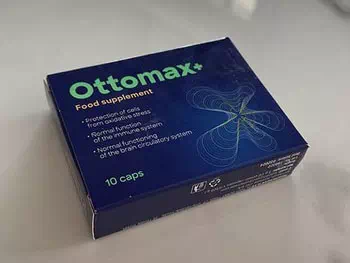 Ottomax+
Food supplement
• Protection of cells
from oxidative stress
• Normal function
of the immune system
• Normal functioning
of the brain circulatory system
10 caps